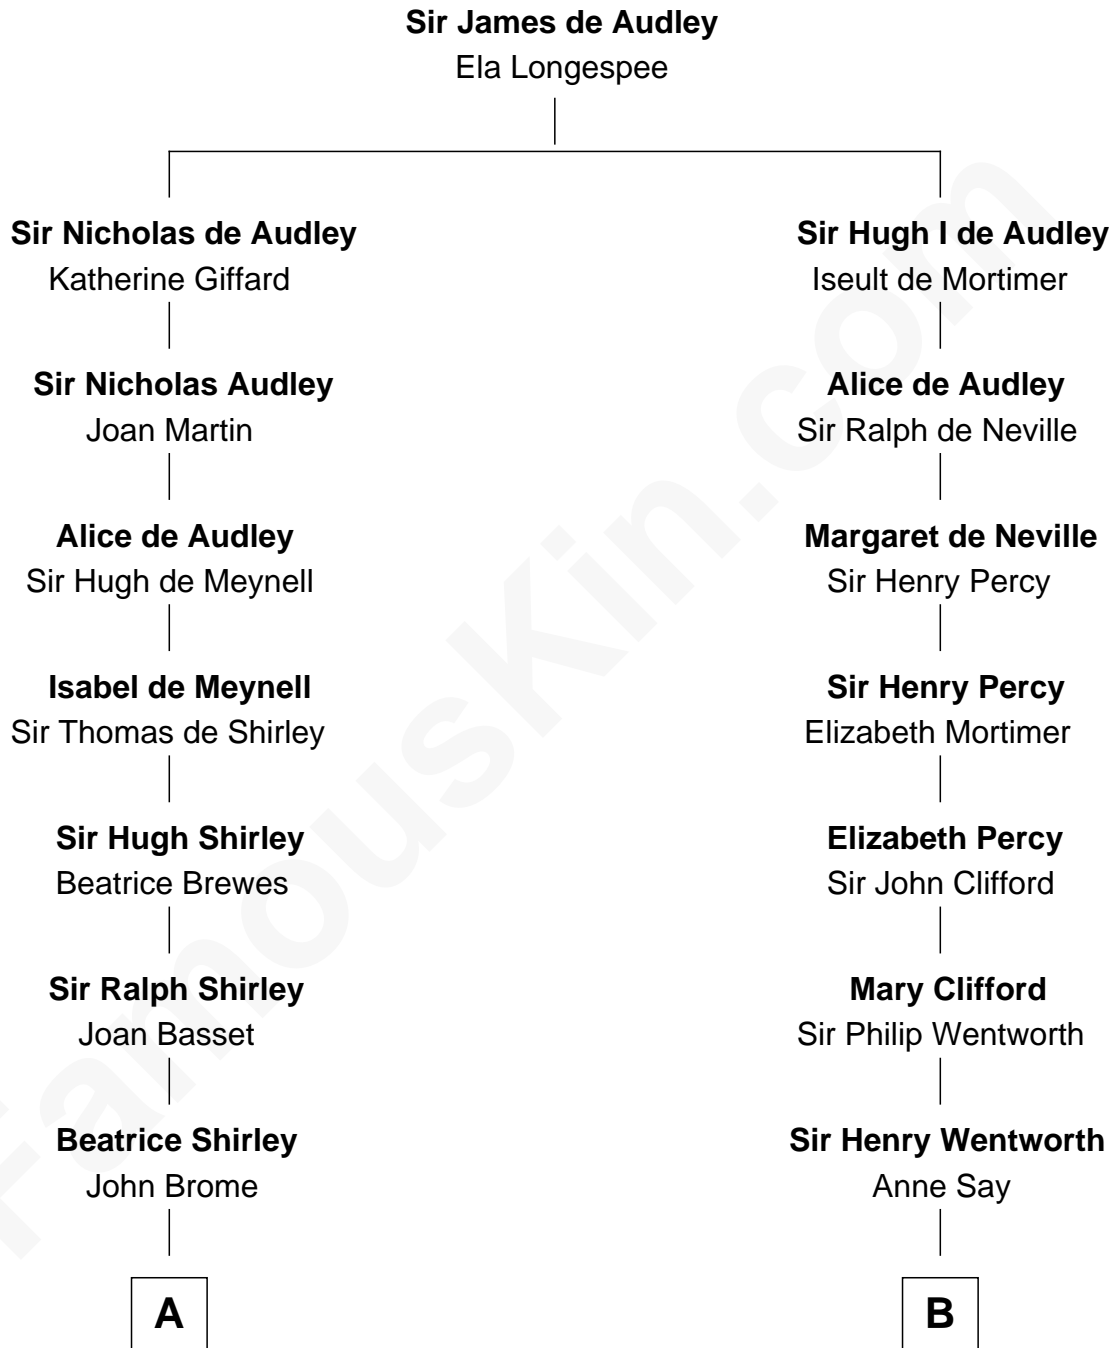 Sir James de Audley
Ela Longespee
Sir Nicholas de Audley
Katherine Giffard
Sir Hugh I de Audley
Iseult de Mortimer
Sir Nicholas Audley
Joan Martin
Alice de Audley
Sir Ralph de Neville
Alice de Audley
Sir Hugh de Meynell
Margaret de Neville
Sir Henry Percy
Isabel de Meynell
Sir Thomas de Shirley
Sir Henry Percy
Elizabeth Mortimer
Sir Hugh Shirley
Beatrice Brewes
Elizabeth Percy
Sir John Clifford
Sir Ralph Shirley
Joan Basset
Mary Clifford
Sir Philip Wentworth
Beatrice Shirley
John Brome
Sir Henry Wentworth
Anne Say
A
B
FamousKin.com